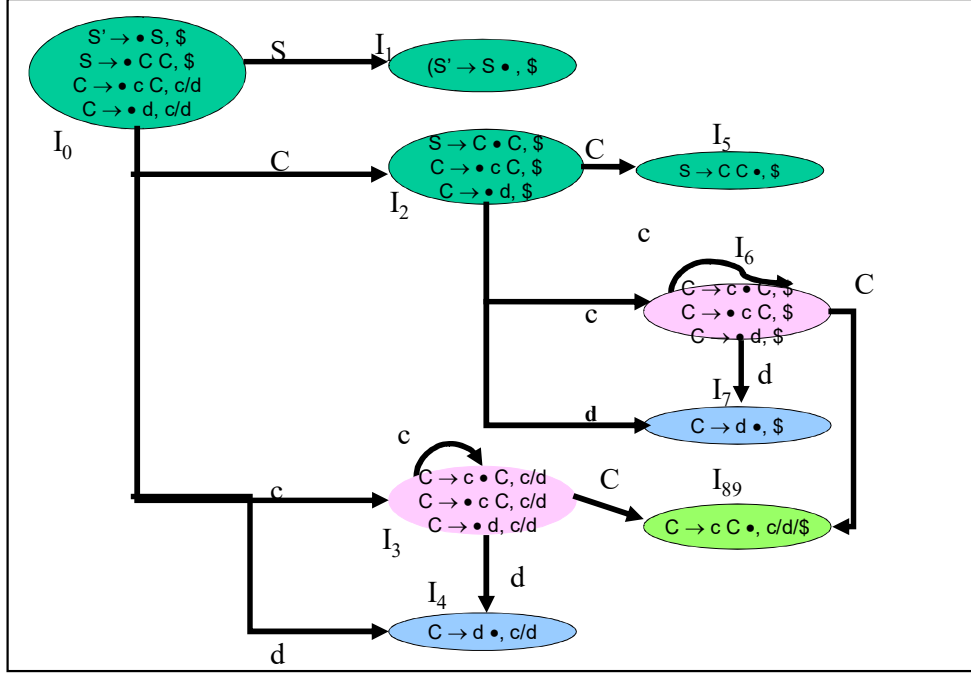 S' → • S, $
S → • C C, $
C → • c C, c/d
C → • d, c/d
I0
S
I1
(S' → S • , $
C
S → C • C, $
C → • c C, $
C → • d, $
I2
C
I5
S → C C •, $
c
I6
C → c • C, $
C → • c C, $
C → • d, $
C
c
d
I7
d
C → d •, $
c
c
C → c • C, c/d
C → • c C, c/d
C → • d, c/d
I3
C
I89
C → c C •, c/d/$
d
I4
C → d •, c/d
d